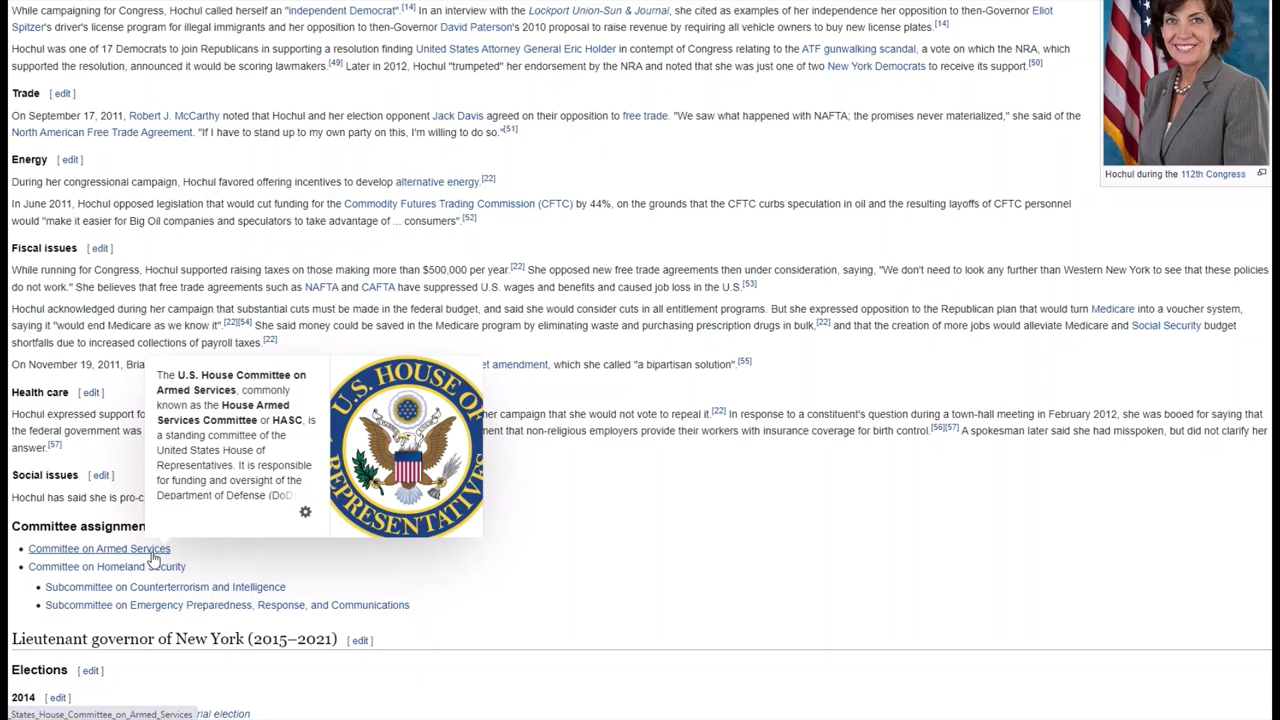 While campaigning for Congress, Hochul called herself an "independent Democrat".[14] In an interview with the Lockport Union-Sun & Journal, she cited as examples of her independence her opposition to then-Governor Eliot
Spitzer's driver's license program for illegal immigrants and her opposition to then-Governor David Paterson's 2010 proposal to raise revenue by requiring all vehicle owners to buy new license plates.[14]
Hochul was one of 17 Democrats to join Republicans in supporting a resolution finding United States Attorney General Eric Holder in contempt of Congress relating to the ATF gunwalking scandal, a vote on which the NRA, which
supported the resolution, announced it would be scoring lawmakers.[49] Later in 2012, Hochul "trumpeted" her endorsement by the NRA and noted that she was just one of two New York Democrats to receive its support.[50]
Trade [ edit ]
On September 17, 2011, Robert J. McCarthy noted that Hochul and her election opponent Jack Davis agreed on their opposition to free trade. "We saw what happened with NAFTA; the promises never materialized," she said of the
North American Free Trade Agreement. "If I have to stand up to my own party on this, I'm willing to do so."[51]
Energy [ edit ]
Hochul during the 112th Congress
During her congressional campaign, Hochul favored offering incentives to develop alternative energy.[22]
In June 2011, Hochul opposed legislation that would cut funding for the Commodity Futures Trading Commission (CFTC) by 44%, on the grounds that the CFTC curbs speculation in oil and the resulting layoffs of CFTC personnel
would "make it easier for Big Oil companies and speculators to take advantage of ... consumers".[52]
Fiscal issues [ edit ]
While running for Congress, Hochul supported raising taxes on those making more than $500,000 per year.[22] She opposed new free trade agreements then under consideration, saying, "We don't need to look any further than Western New York to see that these policies
do not work." She believes that free trade agreements such as NAFTA and CAFTA have suppressed U.S. wages and benefits and caused job loss in the U.S.[53]
Hochul acknowledged during her campaign that substantial cuts must be made in the federal budget, and said she would consider cuts in all entitlement programs. But she expressed opposition to the Republican plan that would turn Medicare into a voucher system,
saying it "would end Medicare as we know it".[22][54] She said money could be saved in the Medicare program by eliminating waste and purchasing prescription drugs in bulk,[22] and that the creation of more jobs would alleviate Medicare and Social Security budget
shortfalls due to increased collections of payroll taxes.[22]
On November 19, 2011, Bria
et amendment, which she called "a bipartisan solution".[55]
Health care [ edit ]
Hochul expressed support fo
her campaign that she would not vote to repeal it.[22] In response to a constituent's question during a town-hall meeting in February 2012, she was booed for saying that
the federal government was
ment that non-religious employers provide their workers with insurance coverage for birth control.[56][57] A spokesman later said she had misspoken, but did not clarify her
answer.[57]
Social issues [ edit ]
Hochul has said she is pro-c
The U.S. House Committee on
Armed Services, commonly
known as the House Armed
Services Committee or HASC, is
a standing committee of the
United States House of
Representatives. It is responsible
for funding and oversight of the
Department of Defense (DoD
U.S. HOUSE OF
REPRESENTATIVES
Committee assignmen
Committee on Armed Services
Committee on Homeland Security
Subcommittee on Counterterrorism and Intelligence
Subcommittee on Emergency Preparedness, Response, and Communications
Lieutenant governor of New York (2015–2021) [ edit ]
Elections [ edit ]
2014 [ edit ]
States_House_Committee_on_Armed_Services rial election